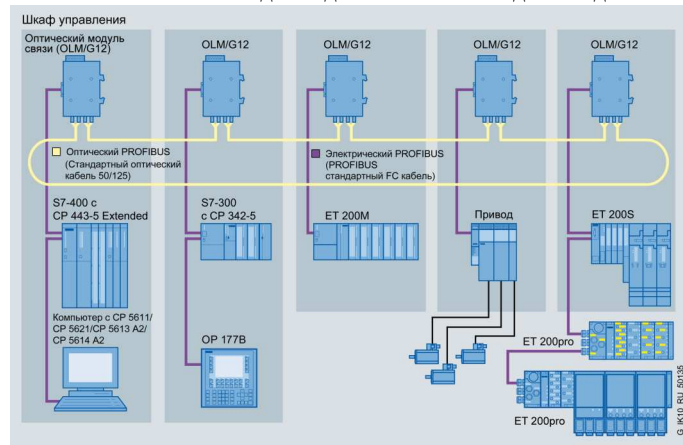 Шкаф управления
Оптический модуль
связи (OLM/G12)
OLM/G12
OLM/G12
OLM/G12
OLM/G12
Оптический PROFIBUS
(Стандартный оптический
кабель 50/125)
Электрический PROFIBUS
(PROFIBUS
стандартный FC кабель)
S7-400 с
CP 443-5 Extended
S7-300
с CP 342-5
ET 200M
Привод
ET 200S
Компьютер с CP 5611/
CP 5621/CP 5613 A2/
CP 5614 A2
OP 177B
ET 200pro
ET 200pro
G_IK10_RU_50135